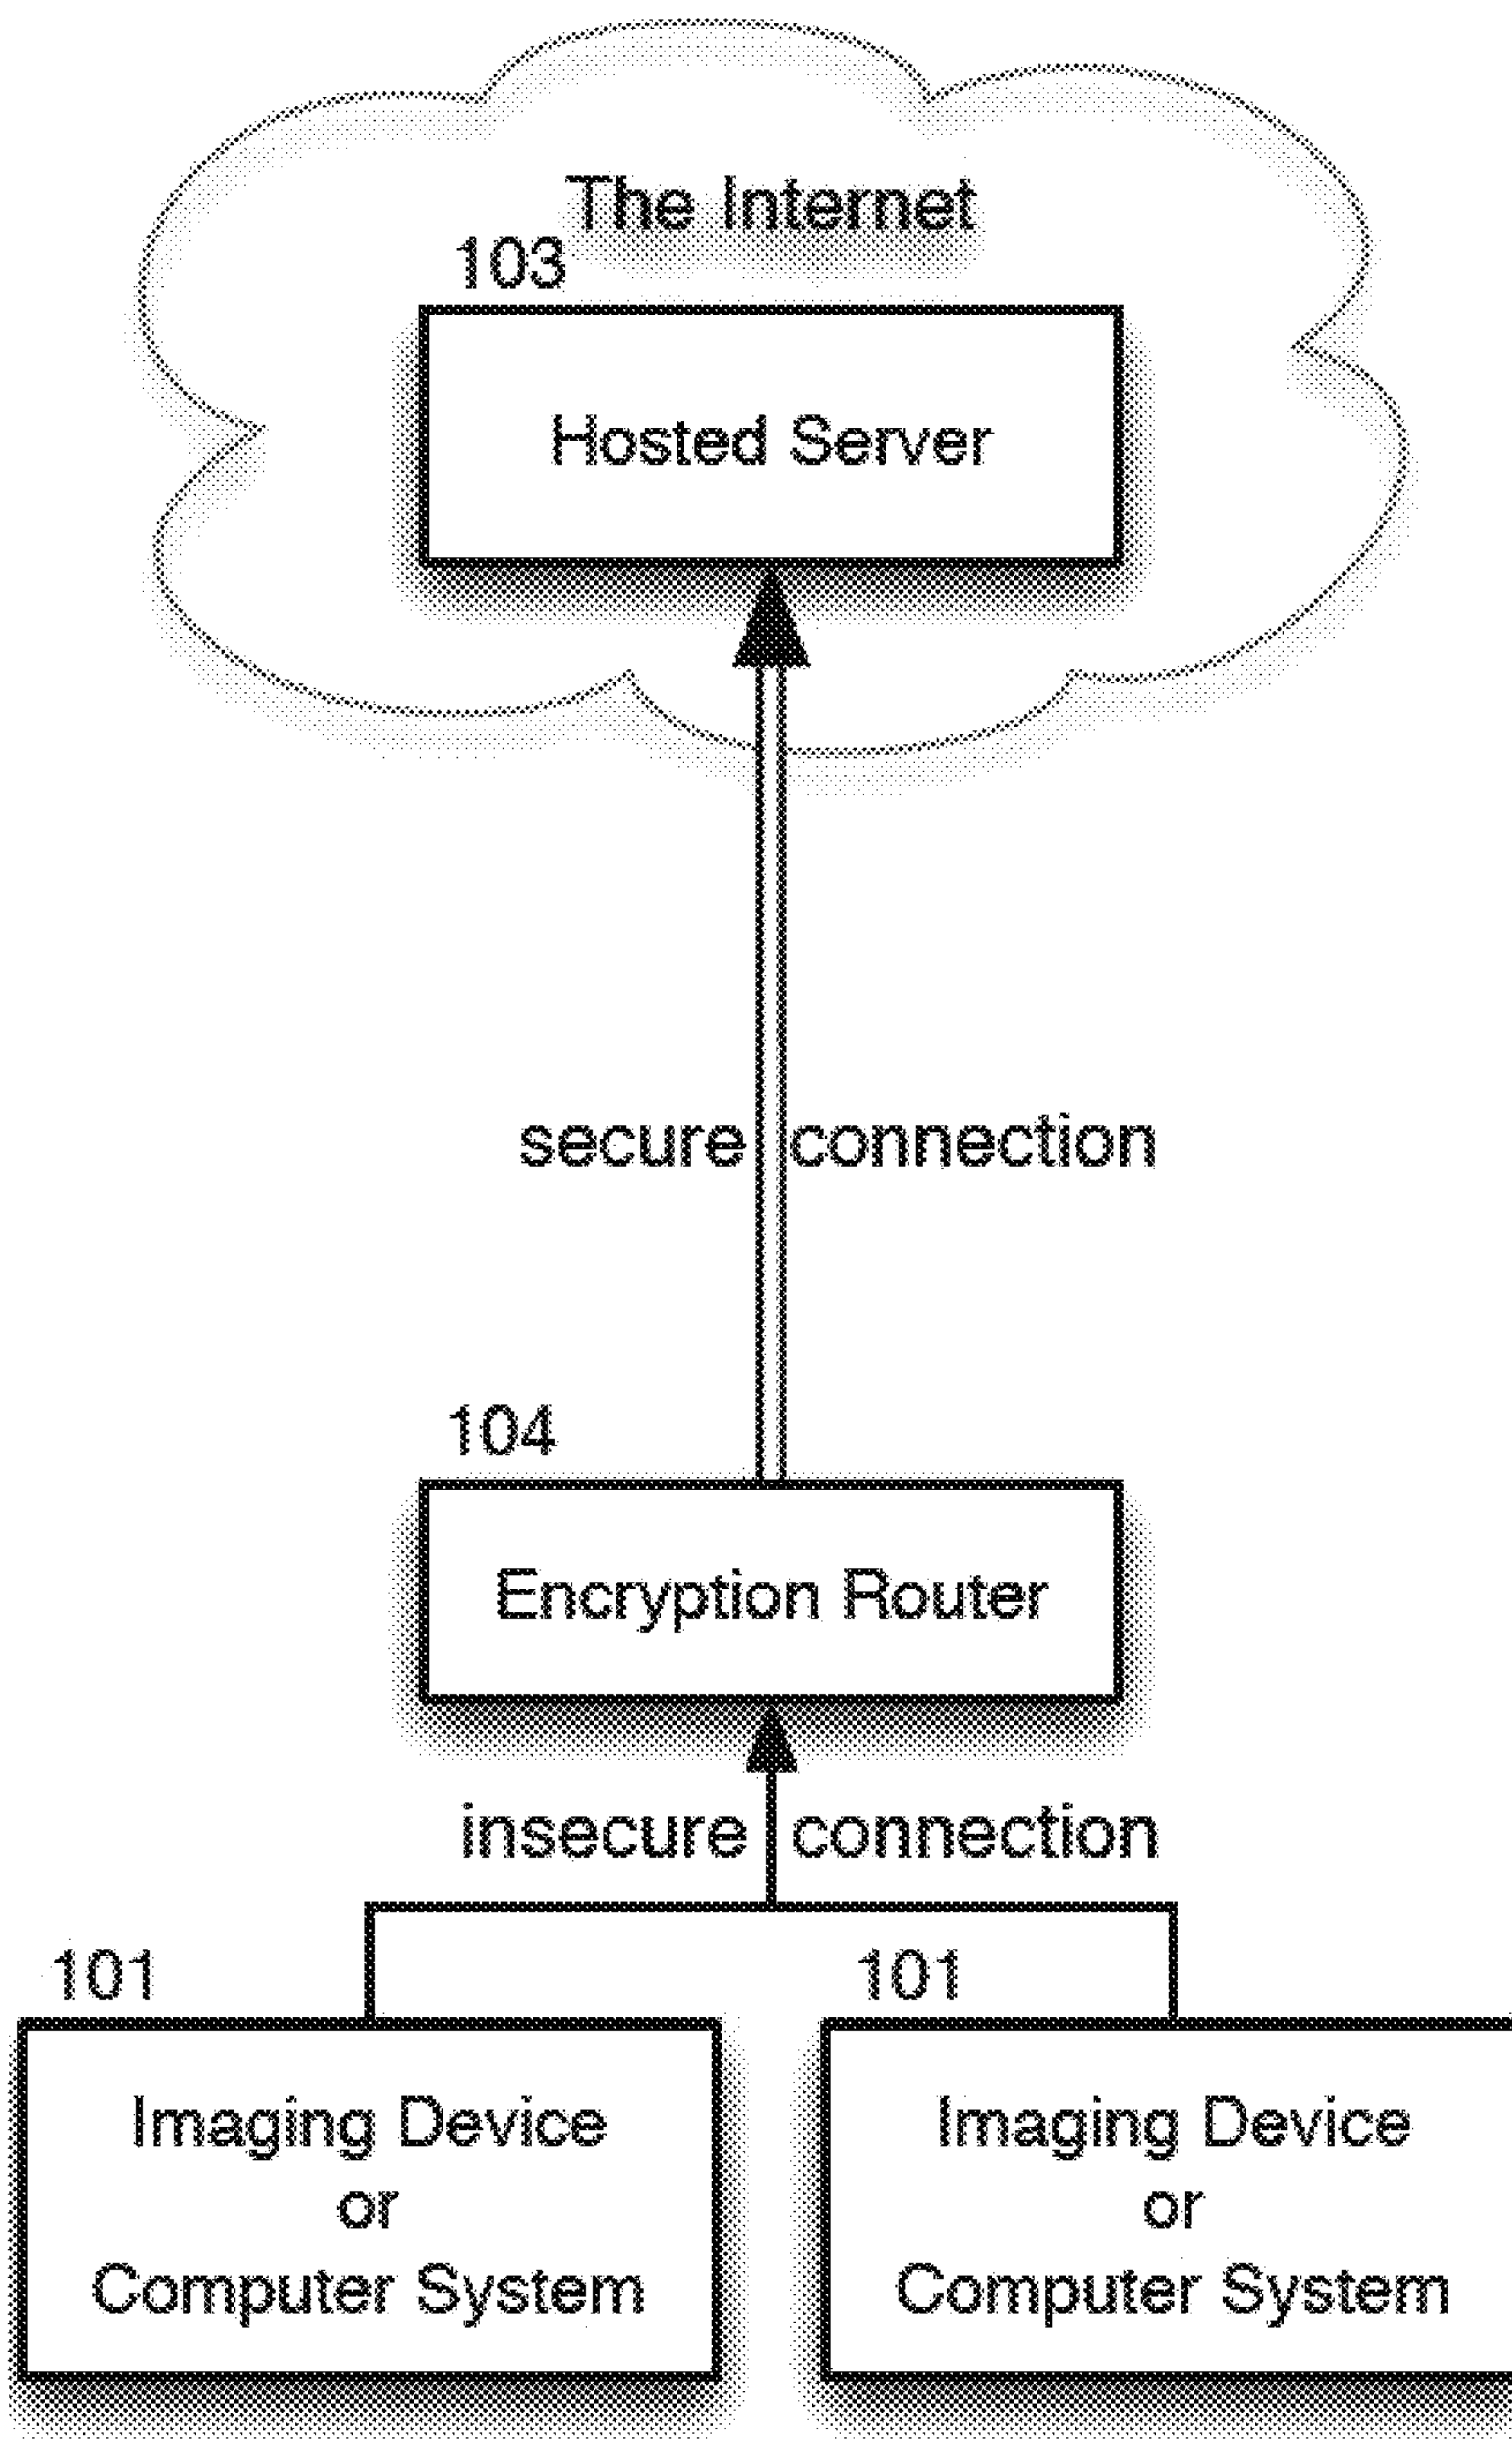 The Internet
103
Hosted Server
secure connection
104
Encryption Router
insecure connection
101
101
Imaging Device
or
Computer System
Imaging Device
or
Computer System